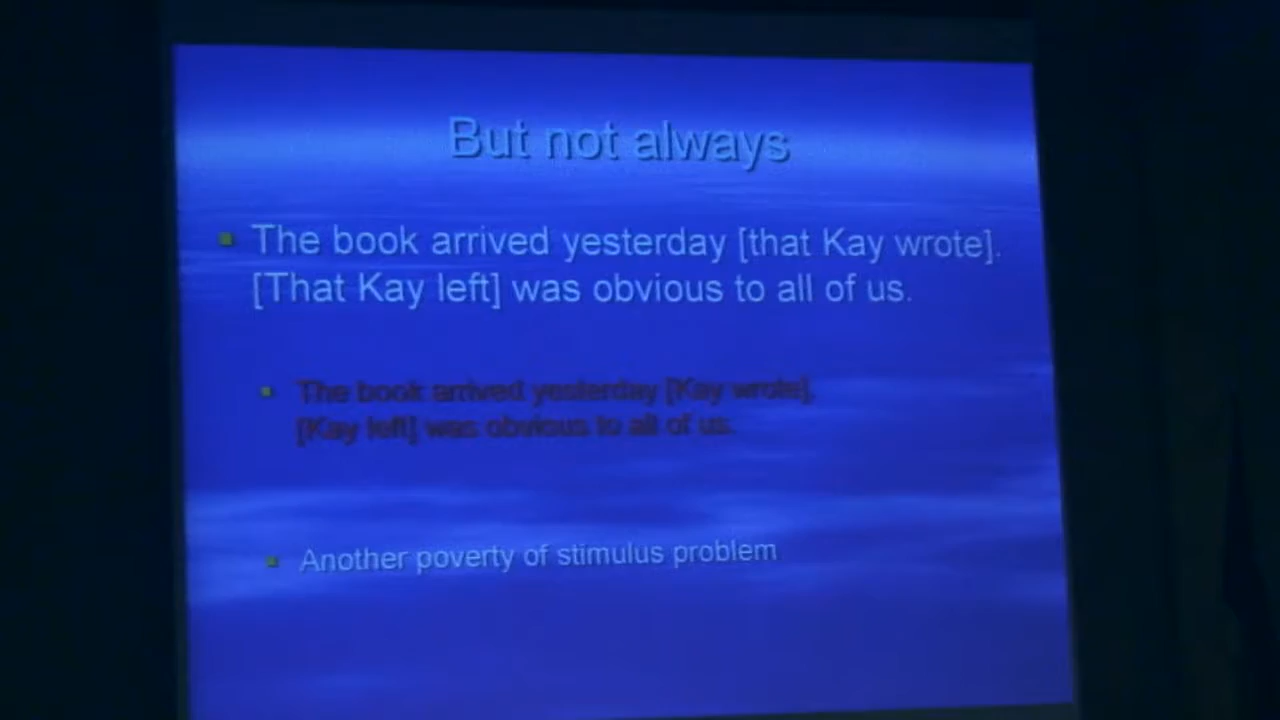 But not always
The book arrived yesterday [that Kay wrote].
[That Kay left] was obvious to all of us.
The book arrived yesterday [Kay wrote].
[Kay left] was obvious to all of us.
Another poverty of stimulus problem